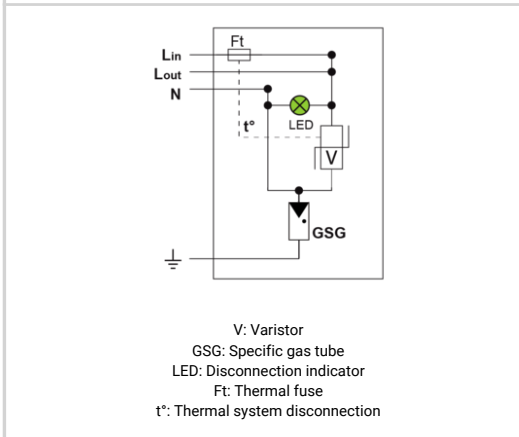 Ft
Lin
Lout
N
t°
LED
V
GSG
V: Varistor
GSG: Specific gas tube
LED: Disconnection indicator
Ft: Thermal fuse
t°: Thermal system disconnection